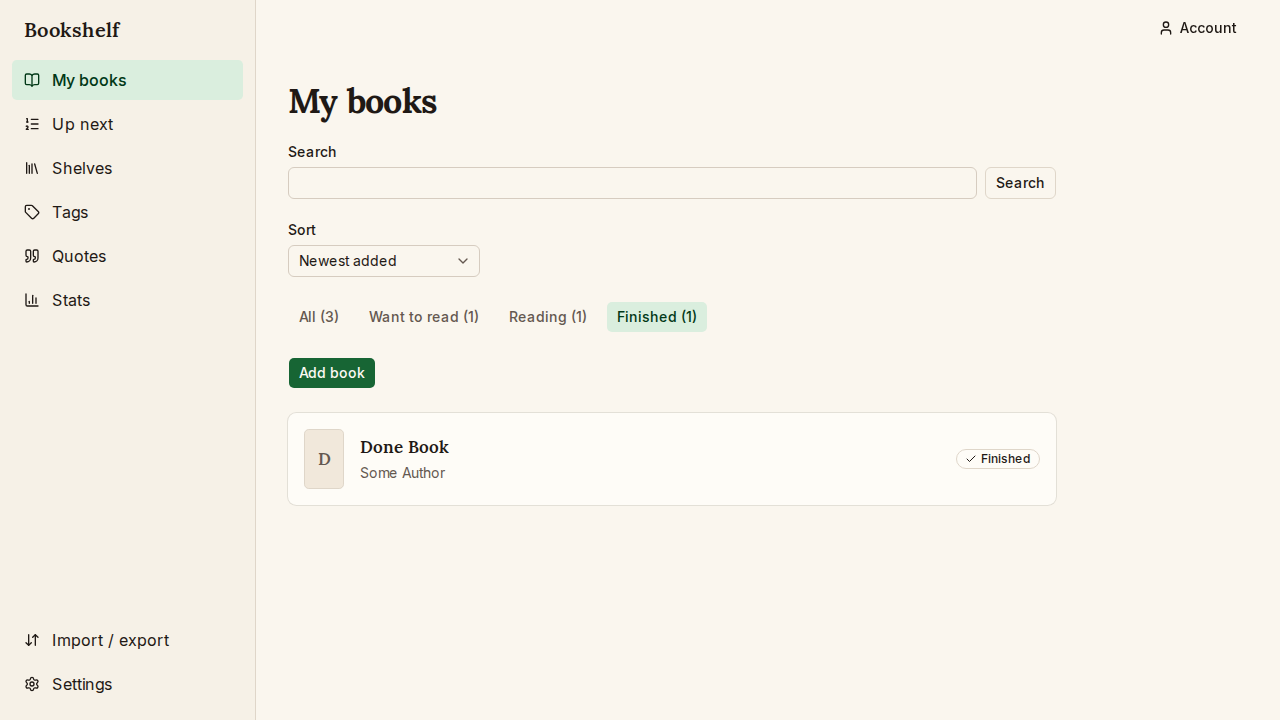 Bookshelf
My books
Up next
Shelves
Tags
Quotes
Stats
Import / export
Settings
Account
My books
Search
Search
Sort
Newest added
All (3)
Want to read (1)
Reading (1)
Finished (1)
Add book
D
Done Book
Some Author
Finished